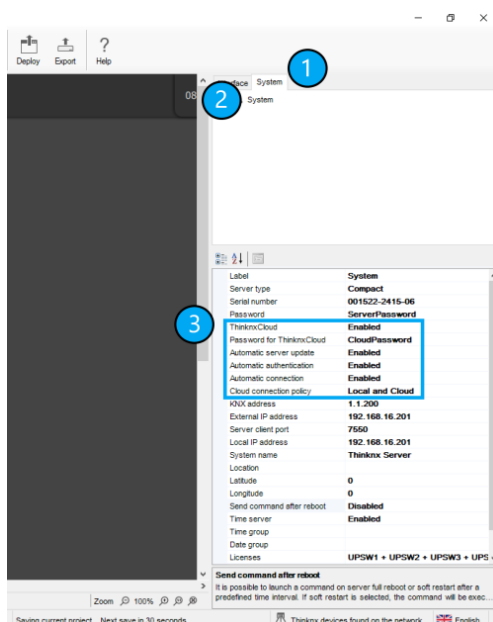 Deploy Export Help
1
Interface System
2 System
08
Label System
Server type Compact
Serial number 001522-2415-06
Password ServerPassword
3
ThinknxCloud Enabled
Password for ThinknxCloud CloudPassword
Automatic server update Enabled
Automatic authentication Enabled
Automatic connection Enabled
Cloud connection policy Local and Cloud
KNX address 1.1.200
External IP address 192.168.16.201
Server client port 7550
Local IP address 192.168.16.201
System name Thinknx Server
Location
Latitude 0
Longitude 0
Send command after reboot Disabled
Time server Enabled
Time group
Date group
Licenses UPSW1 + UPSW2 + UPSW3 + UPS
Send command after reboot
It is possible to launch a command on server full reboot or soft restart after a
predefined time interval. If soft restart is selected, the command will be exec...
Zoom 100%
Saving current project Next save in 30 seconds Thinknx devices found on the network English